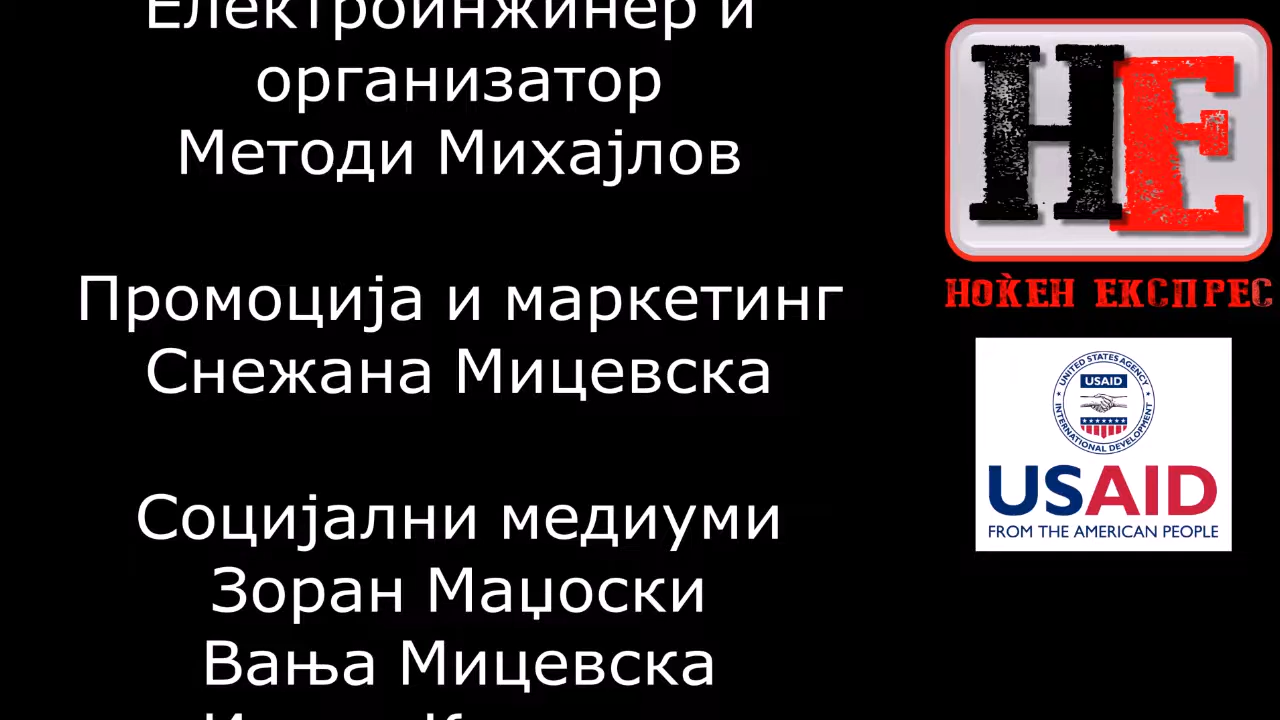 Електроинжинер и
организатор
Методи Михајлов
Промоција и маркетинг
Снежана Мицевска
Социјални медиуми
Зоран Маџоски
Вања Мицевска
НЕ
НОЌЕН ЕКСПРЕС
UNITED STATES AGENCY
USAID
INTERNATIONAL DEVELOPMENT
USAID
FROM THE AMERICAN PEOPLE